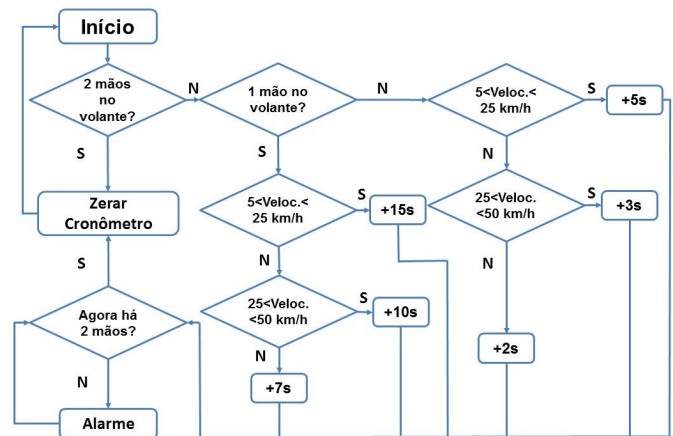 Início
2 mãos
no
volante?
N
1 mão no
volante?
N
5<Veloc.<
25 km/h
S
+5s
S
S
N
Zerar
Cronômetro
5<Veloc.<
25 km/h
S
+15s
25<Veloc.
<50 km/h
S
+3s
S
N
N
Agora há
2 mãos?
25<Veloc.
<50 km/h
S
+10s
N
+2s
N
+7s
Alarme